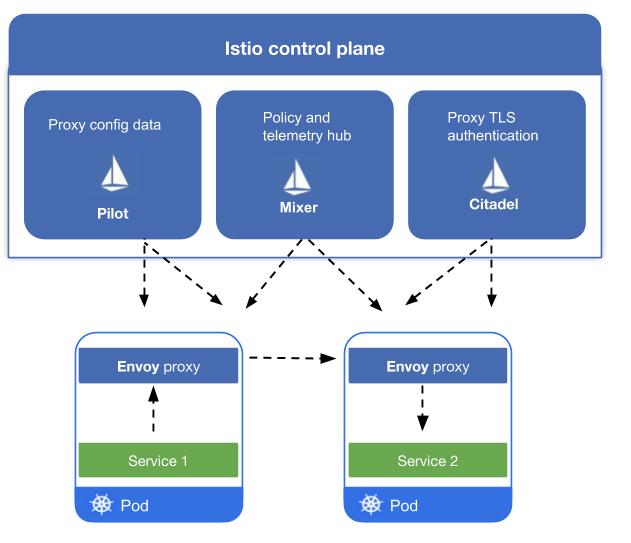 Istio control plane
Proxy config data
Pilot
Policy and
telemetry hub
Mixer
Proxy TLS
authentication
Citadel
Envoy proxy
Service 1
Pod
Envoy proxy
Service 2
Pod